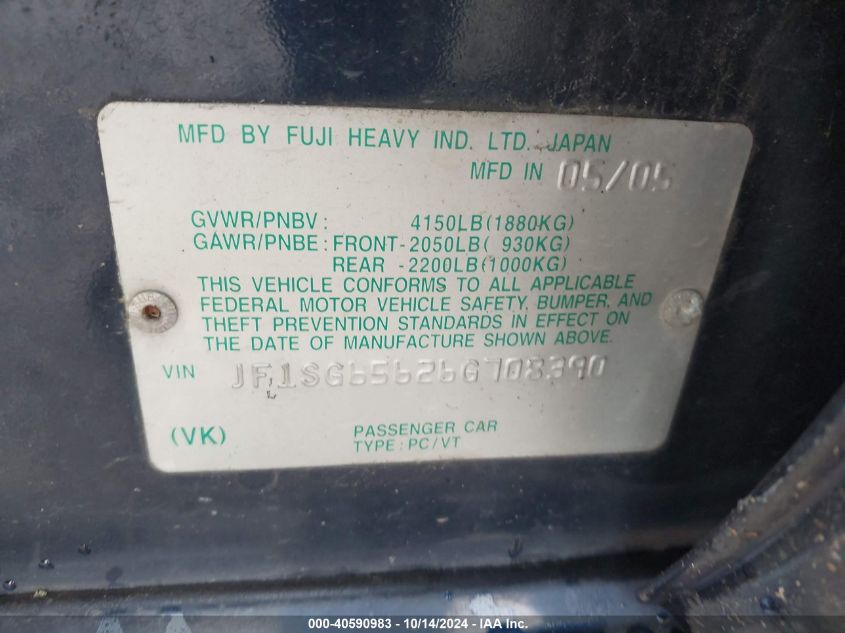 MFD BY FUJI HEAVY IND. LTD. JAPAN
MFD IN 05/05
GVWR/PNBV: 4150LB(1880KG)
GAWR/PNBE: FRONT-2050LB( 930KG)
REAR -2200LB(1000KG)
THIS VEHICLE CONFORMS TO ALL APPLICABLE
FEDERAL MOTOR VEHICLE SAFETY, BUMPER, AND
THEFT PREVENTION STANDARDS IN EFFECT ON
THE DATE OF MANUFACTURE SHOWN ABOVE.
VIN JF1SG65626G708390
(VK)
PASSENGER CAR
TYPE: PC/VT
000-40590983 - 10/14/2024 - IAA Inc.